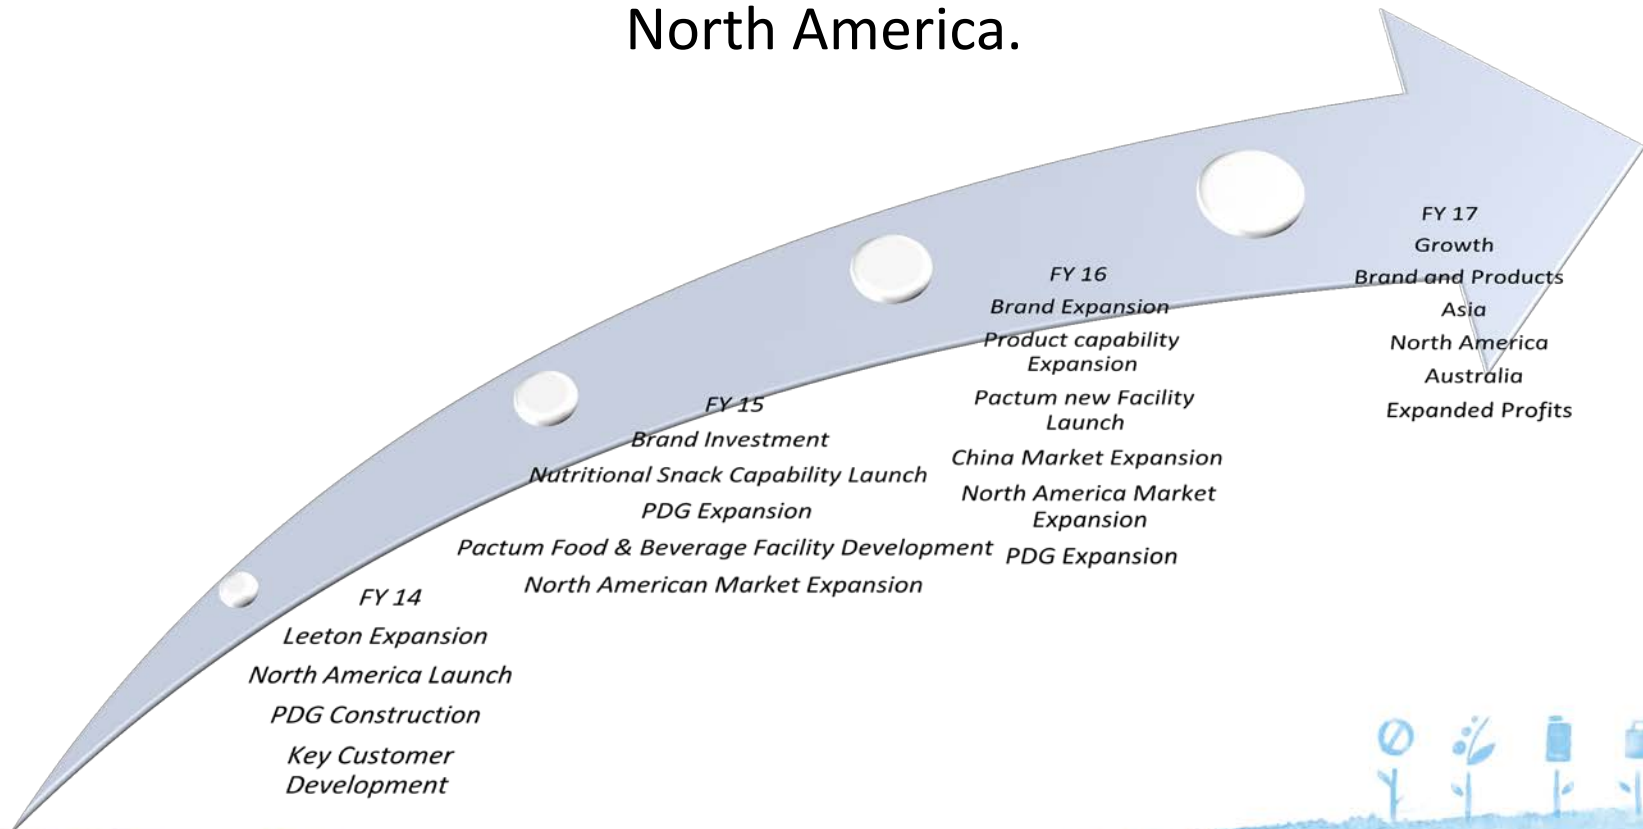 North America.
FY 14
Leeton Expansion
North America Launch
PDG Construction
Key Customer
Development
FY 15
Brand Investment
Nutritional Snack Capability Launch
PDG Expansion
Pactum Food & Beverage Facility Development
North American Market Expansion
FY 16
Brand Expansion
Product capability
Expansion
Pactum new Facility
Launch
China Market Expansion
North America Market
Expansion
PDG Expansion
FY 17
Growth
Brand and Products
Asia
North America
Australia
Expanded Profits